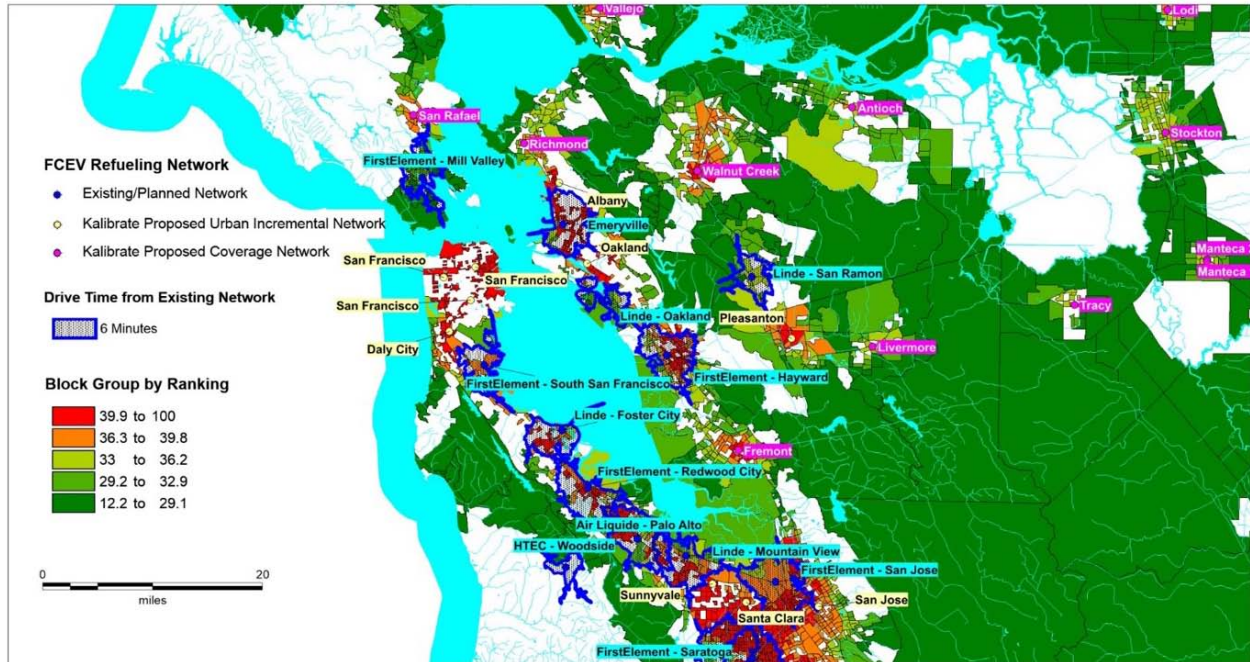 Vallejo
Lodi
San Rafael
Antioch
Stockton
Richmond
FirstElement - Mill Valley
Walnut Creek
FCEV Refueling Network
Existing/Planned Network
Kalibrate Proposed Urban Incremental Network
Kalibrate Proposed Coverage Network
Albany
Emeryville
Oakland
San Francisco
San Francisco
San Francisco
Linde - San Ramon
Manteca
Manteca
Drive Time from Existing Network
6 Minutes
Linde - Oakland
Pleasanton
Tracy
Daly City
Livermore
FirstElement - South San Francisco
FirstElement - Hayward
Block Group by Ranking
39.9 to 100
36.3 to 39.8
33 to 36.2
29.2 to 32.9
12.2 to 29.1
Linde - Foster City
Fremont
FirstElement - Redwood City
Air Liquide - Palo Alto
HTEC - Woodside
Linde - Mountain View
FirstElement - San Jose
0 20
miles
Sunnyvale
San Jose
Santa Clara
FirstElement - Saratoga